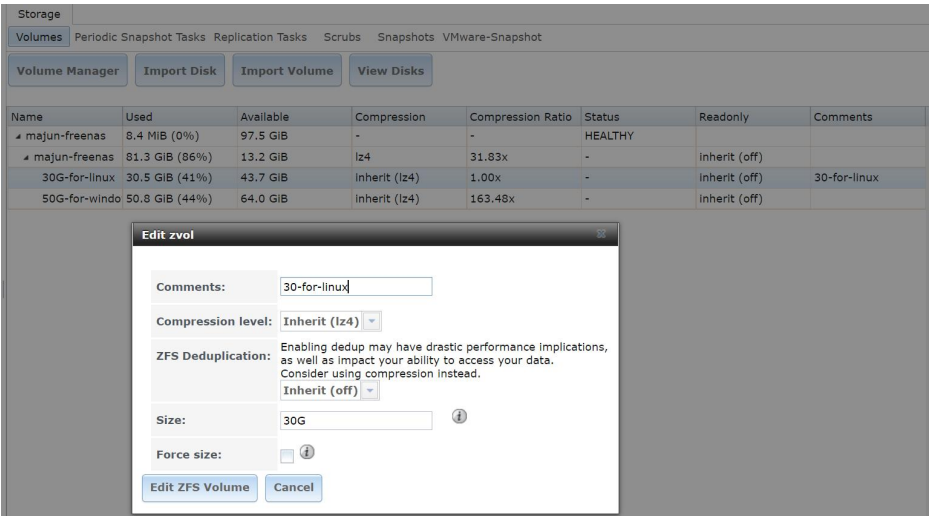 Storage
Volumes Periodic Snapshot Tasks Replication Tasks Scrubs Snapshots VMware-Snapshot
Volume Manager Import Disk Import Volume View Disks
Name Used Available Compression Compression Ratio Status Readonly Comments
majun-freenas 8.4 MiB (0%) 97.5 GiB - - HEALTHY
majun-freenas 81.3 GiB (86%) 13.2 GiB lz4 31.83x - inherit (off)
30G-for-linux 30.5 GiB (41%) 43.7 GiB inherit (lz4) 1.00x - inherit (off) 30-for-linux
50G-for-windo 50.8 GiB (44%) 64.0 GiB inherit (lz4) 163.48x - inherit (off)
Edit zvol
Comments: 30-for-linux
Compression level: Inherit (lz4)
ZFS Deduplication: Enabling dedup may have drastic performance implications,
as well as impact your ability to access your data.
Consider using compression instead.
Inherit (off)
Size: 30G
Force size:
Edit ZFS Volume Cancel